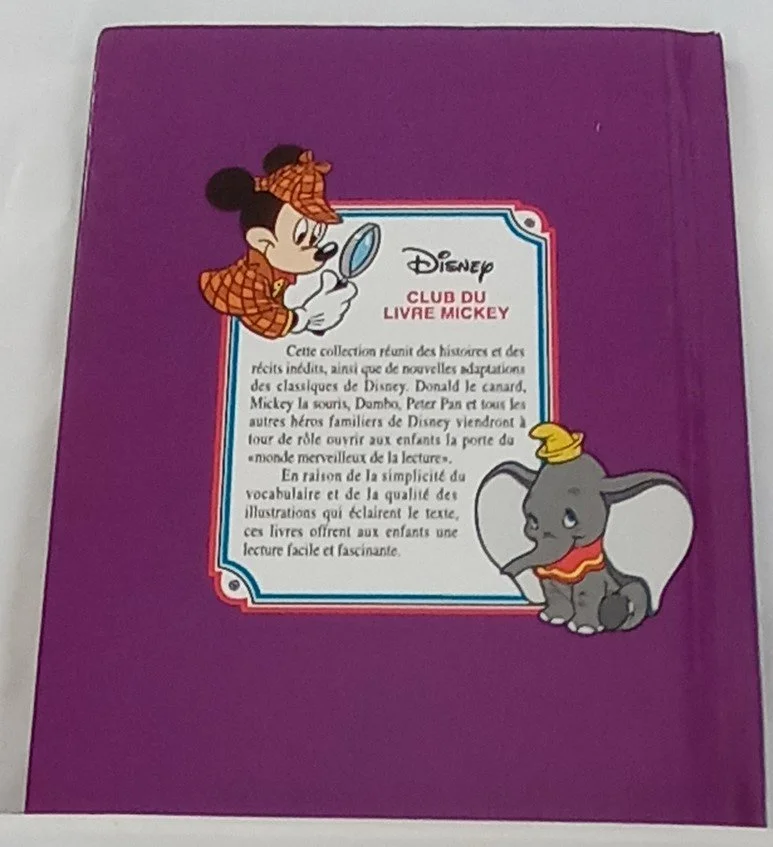 Disney
CLUB DU
LIVRE MICKEY
Cette collection réunit des histoires et des
récits inédits, ainsi que de nouvelles adaptations
des classiques de Disney. Donald le canard,
Mickey la souris, Dumbo, Peter Pan et tous les
autres héros familiers de Disney viendront à
tour de rôle ouvrir aux enfants la porte du
«monde merveilleux de la lecture».
En raison de la simplicité du
vocabulaire et de la qualité des
illustrations qui éclairent le texte,
ces livres offrent aux enfants une
lecture facile et fascinante.